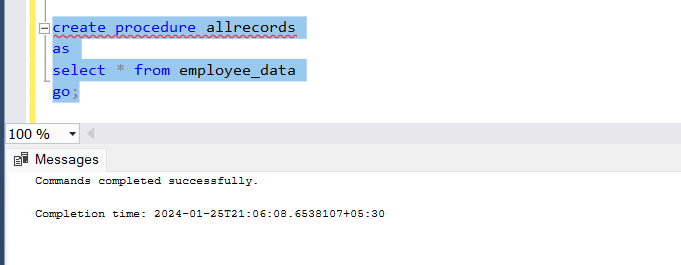 create procedure allrecords
as
select * from employee_data
go;
100 %
Messages
Commands completed successfully.
Completion time: 2024-01-25T21:06:08.6538107+05:30